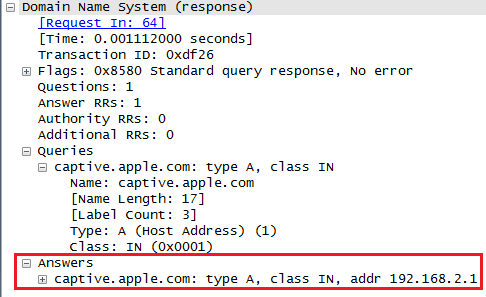 Domain Name System (response)
[Request In: 64]
[Time: 0.001112000 seconds]
Transaction ID: 0xdf26
Flags: 0x8580 Standard query response, No error
Questions: 1
Answer RRs: 1
Authority RRs: 0
Additional RRs: 0
Queries
captive.apple.com: type A, class IN
Name: captive.apple.com
[Name Length: 17]
[Label Count: 3]
Type: A (Host Address) (1)
Class: IN (0x0001)
Answers
captive.apple.com: type A, class IN, addr 192.168.2.1